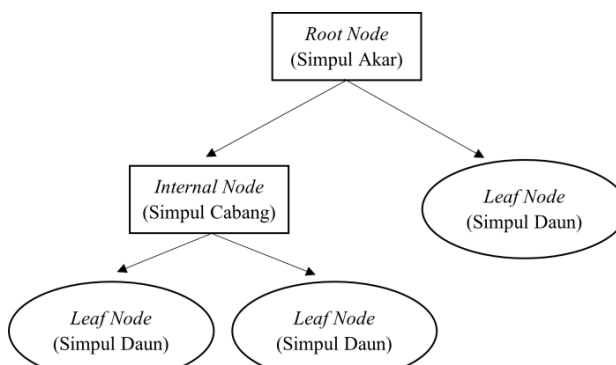 Root Node
(Simpul Akar)
Internal Node
(Simpul Cabang)
Leaf Node
(Simpul Daun)
Leaf Node
(Simpul Daun)
Leaf Node
(Simpul Daun)